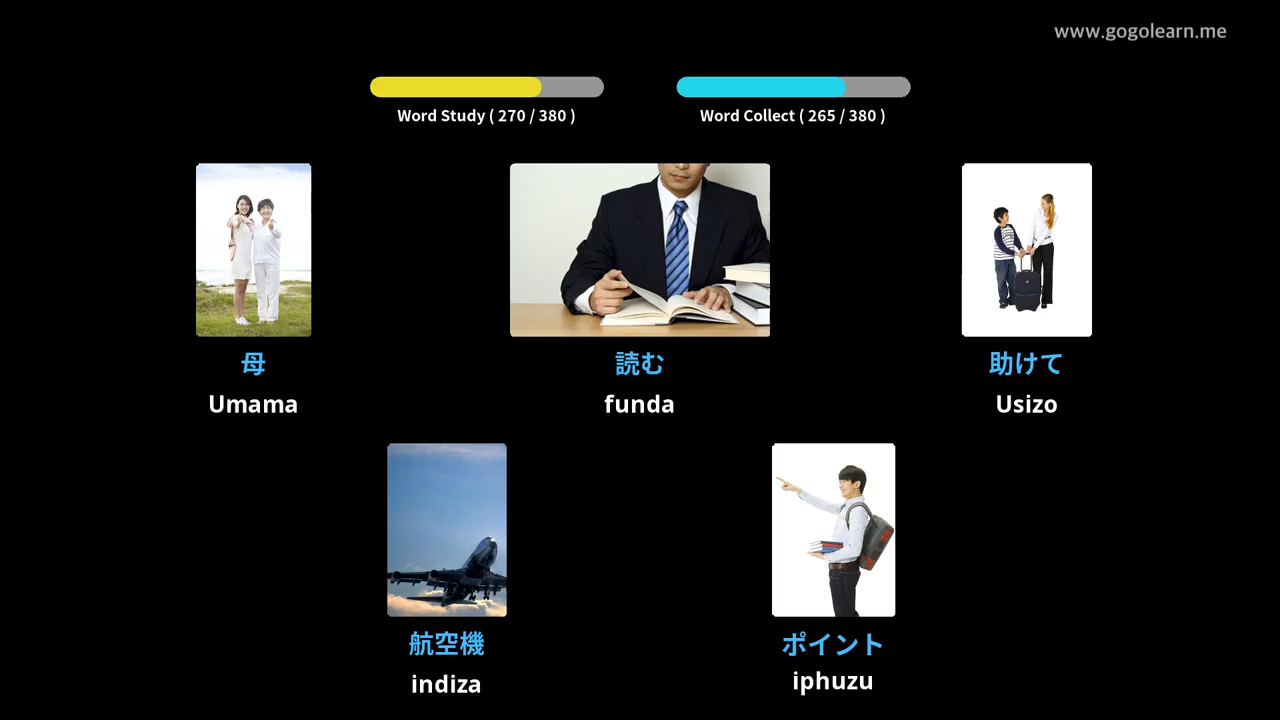 www.gogolearn.me
Word Study ( 270 / 380 )
Word Collect ( 265 / 380 )
母
Umama
読む
funda
助けて
Usizo
航空機
indiza
ポイント
iphuzu